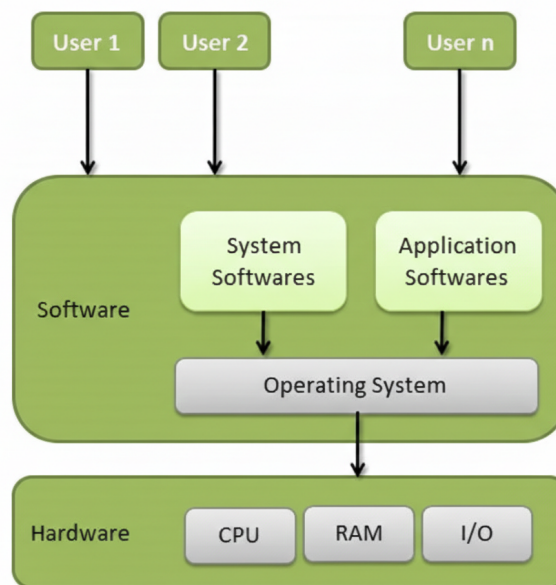 User 1
User 2
User n
System
Softwares
Application
Softwares
Software
Operating System
Hardware
CPU
RAM
I/O